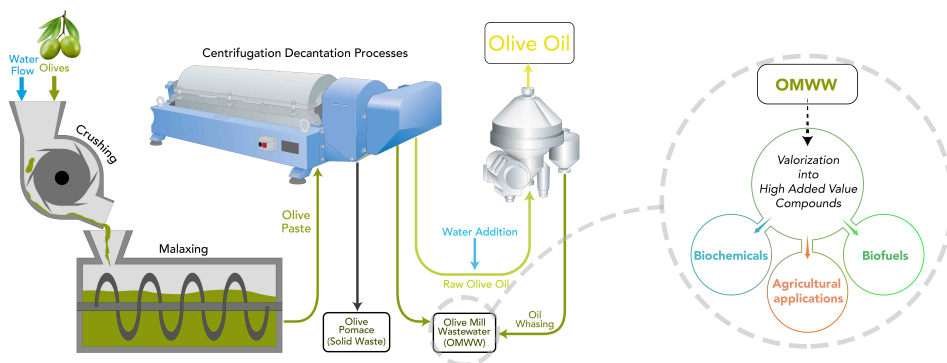 Water
Flow
Olives
Crushing
Malaxing
Centrifugation Decantation Processes
Olive
Paste
Olive
Pomace
(Solid Waste)
Water Addition
Raw Olive Oil
Olive Mill
Wastewater
(OMWW)
Oil
Whasing
Olive Oil
OMWW
Valorization
into
High Added Value
Compounds
Biochemicals
Agricultural
applications
Biofuels